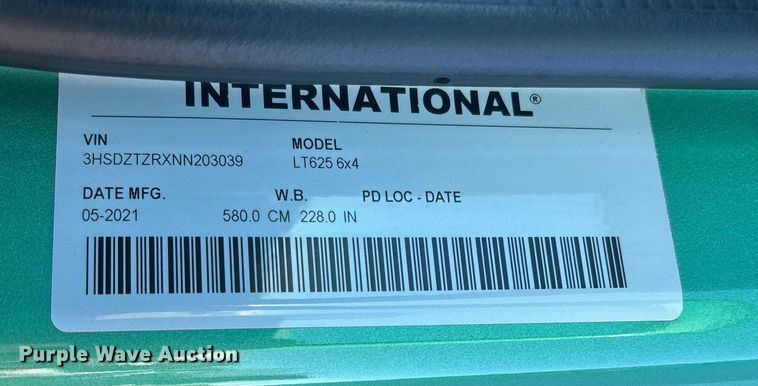 INTERNATIONAL®
VIN MODEL
3HSDZTZRXNN203039 LT625 6x4
DATE MFG. W.B. PD LOC - DATE
05-2021 580.0 CM 228.0 IN
Purple Wave Auction